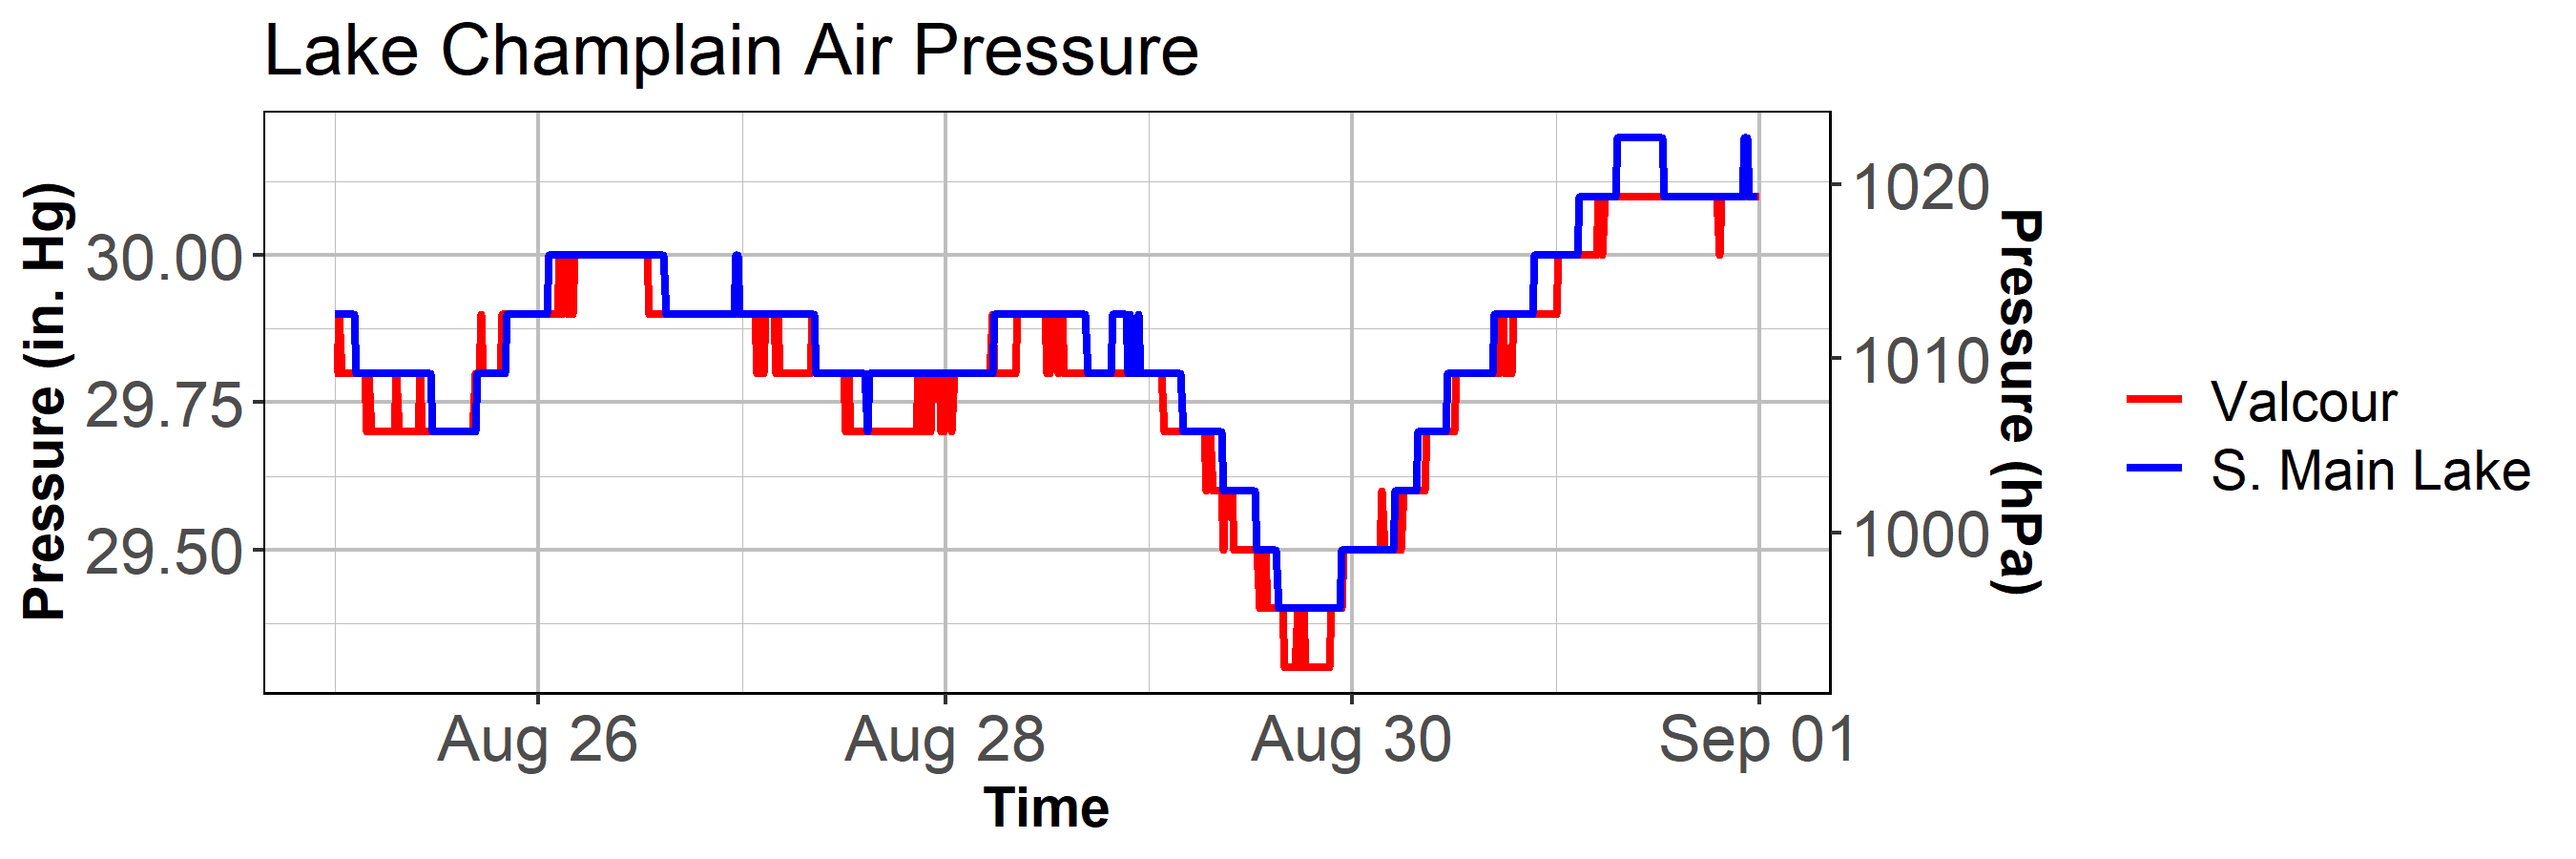 Lake Champlain Air Pressure
Pressure (in. Hg)
30.00
29.75
29.50
1020
1010
1000
Pressure (hPa)
Valcour
S. Main Lake
Aug 26
Aug 28
Aug 30
Sep 01
Time